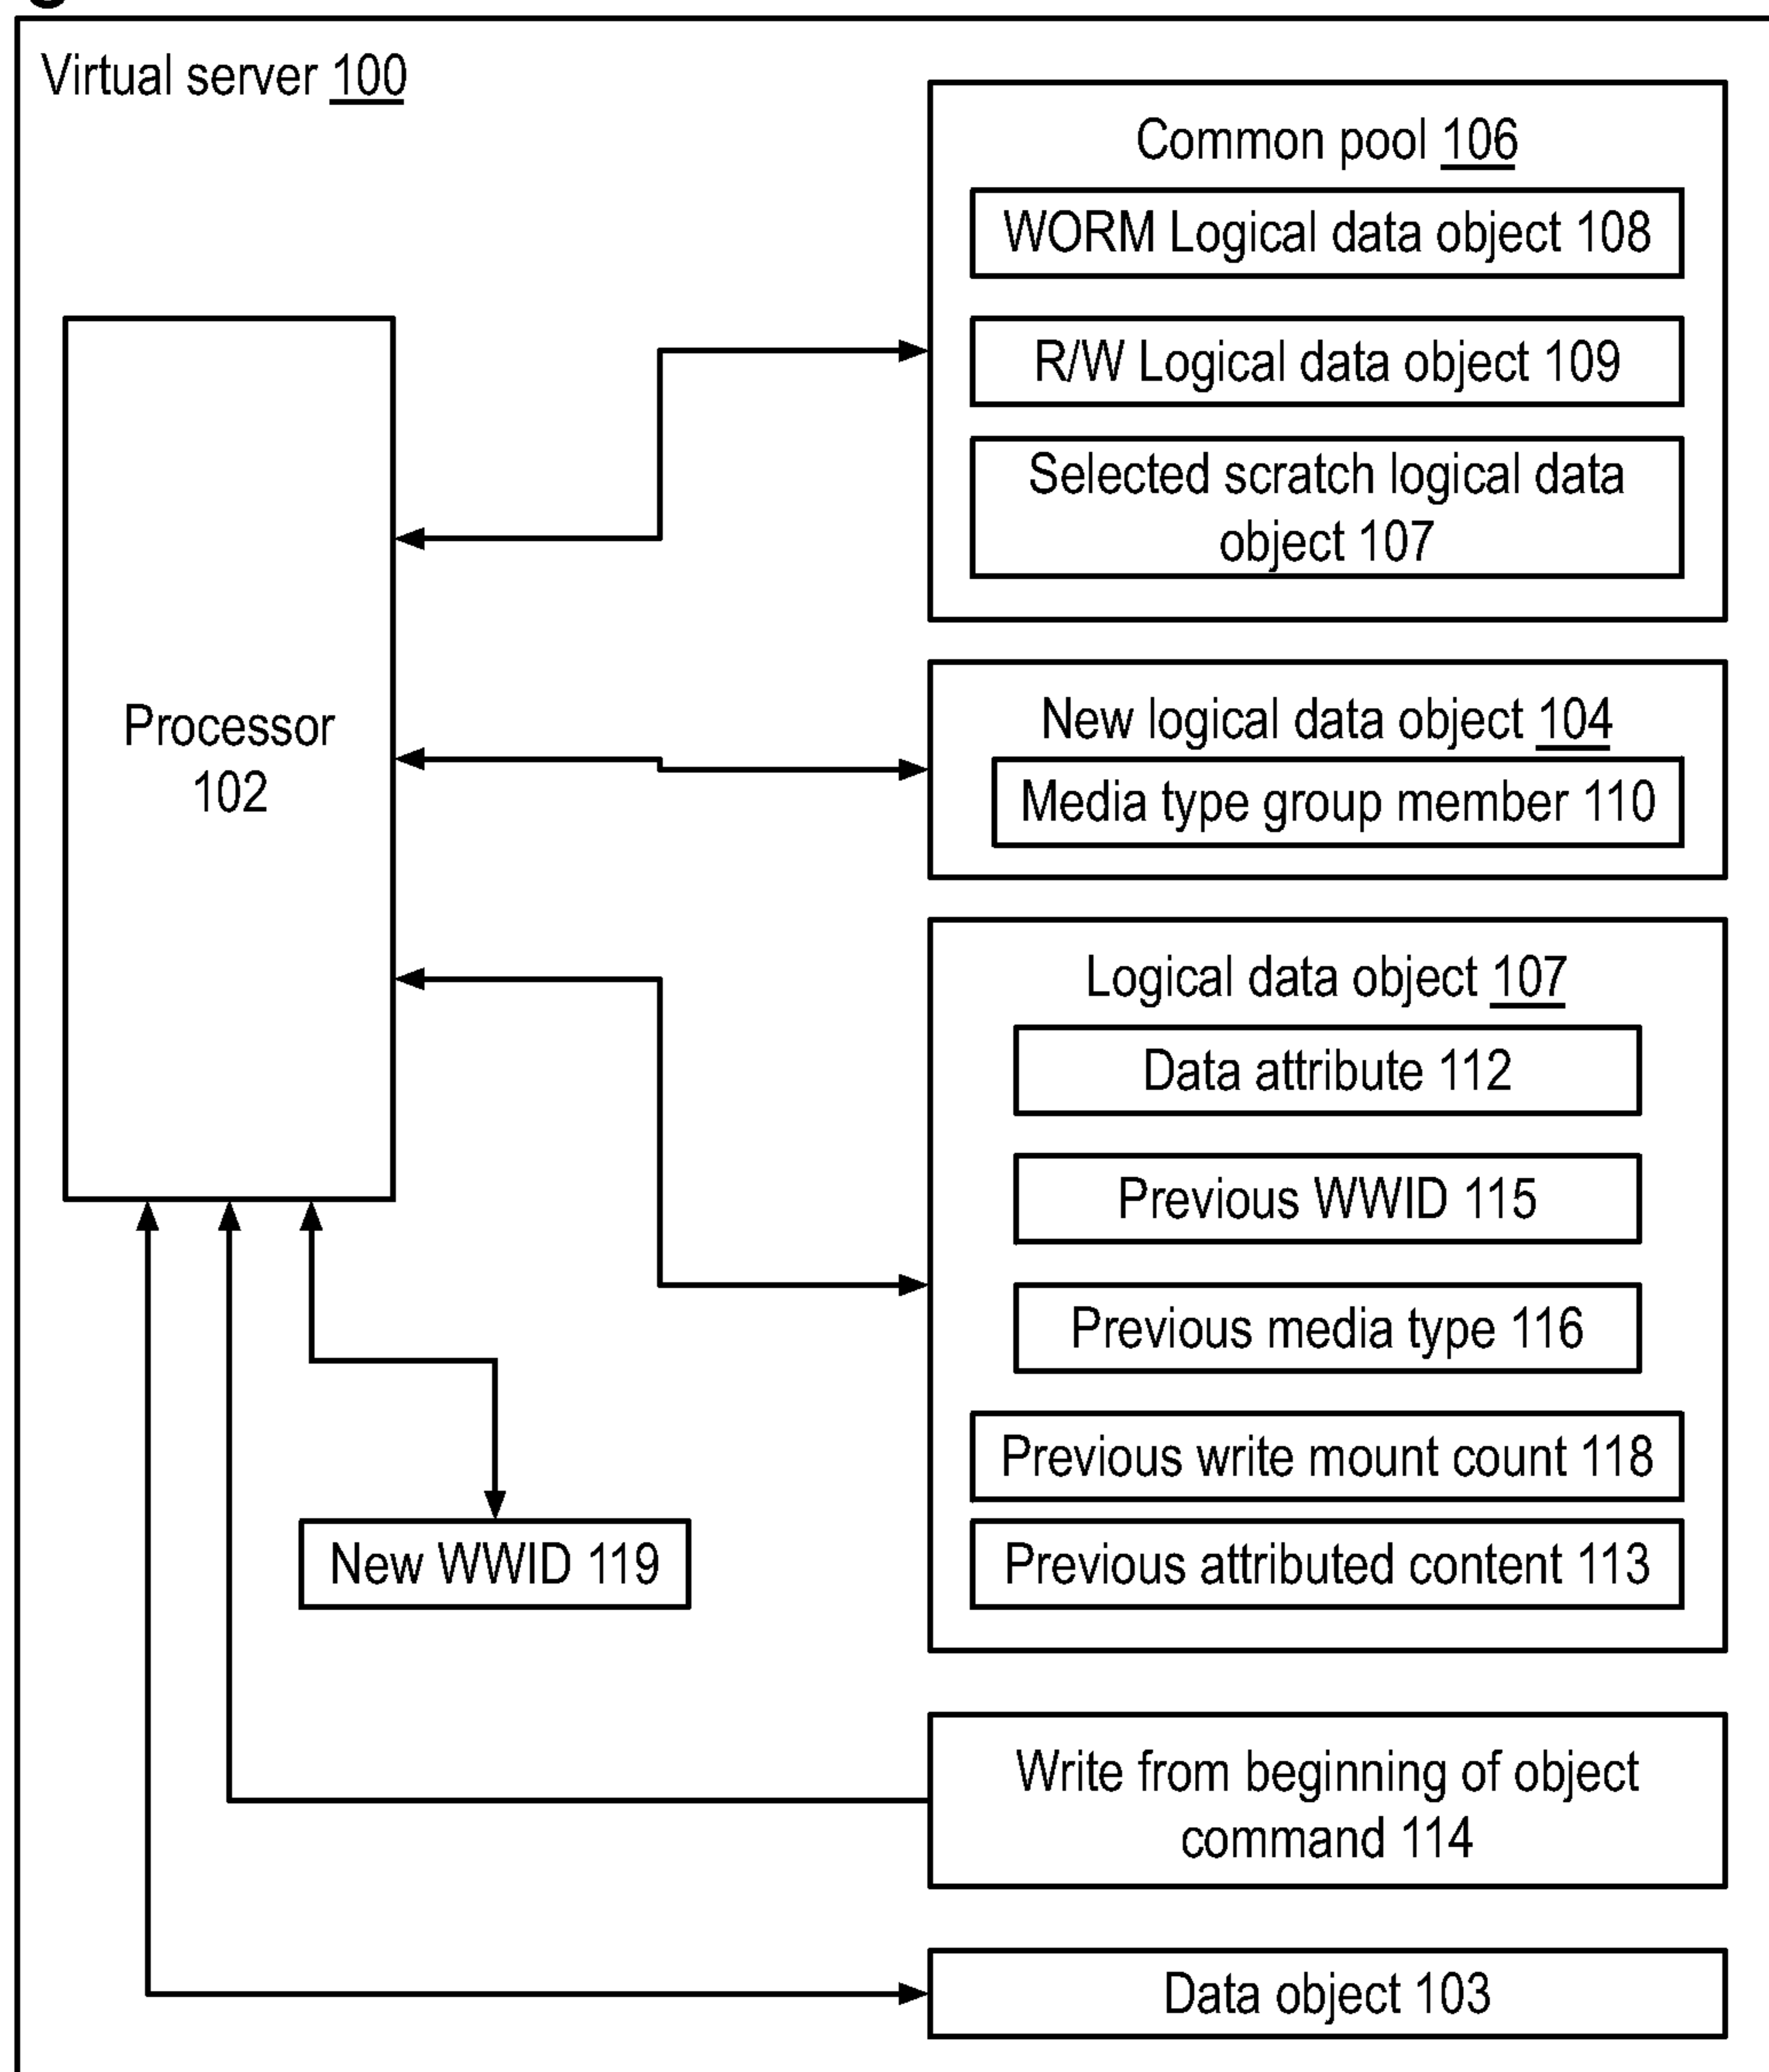 Virtual server 100
Common pool 106
WORM Logical data object 108
R/W Logical data object 109
Selected scratch logical data
object 107
Processor
102
New logical data object 104
Media type group member 110
Logical data object 107
Data attribute 112
Previous WWID 115
Previous media type 116
Previous write mount count 118
Previous attributed content 113
New WWID 119
Write from beginning of object
command 114
Data object 103